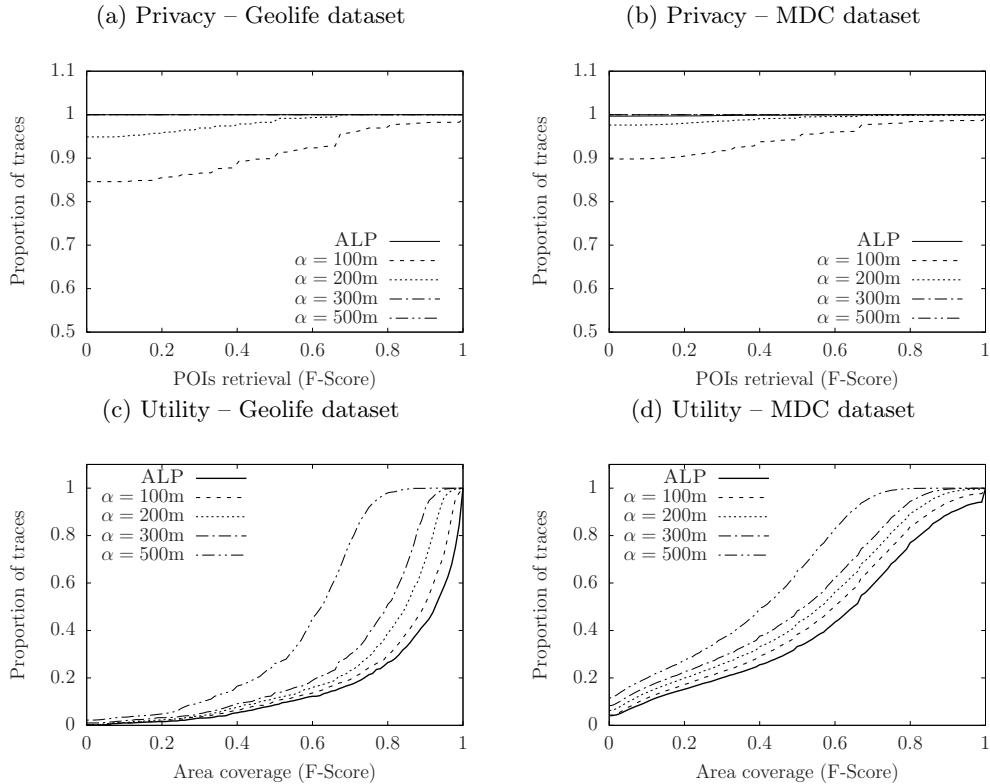 (a) Privacy – Geolife dataset
1.1
1
0.9
0.8
0.7
0.6
0.5
0 0.2 0.4 0.6 0.8 1
Proportion of traces
POIs retrieval (F-Score)
ALP
α = 100m
α = 200m
α = 300m
α = 500m
(b) Privacy – MDC dataset
1.1
1
0.9
0.8
0.7
0.6
0.5
0 0.2 0.4 0.6 0.8 1
Proportion of traces
POIs retrieval (F-Score)
ALP
α = 100m
α = 200m
α = 300m
α = 500m
(c) Utility – Geolife dataset
1
0.8
0.6
0.4
0.2
0
0 0.2 0.4 0.6 0.8 1
Proportion of traces
Area coverage (F-Score)
ALP
α = 100m
α = 200m
α = 300m
α = 500m
(d) Utility – MDC dataset
1
0.8
0.6
0.4
0.2
0
0 0.2 0.4 0.6 0.8 1
Proportion of traces
Area coverage (F-Score)
ALP
α = 100m
α = 200m
α = 300m
α = 500m